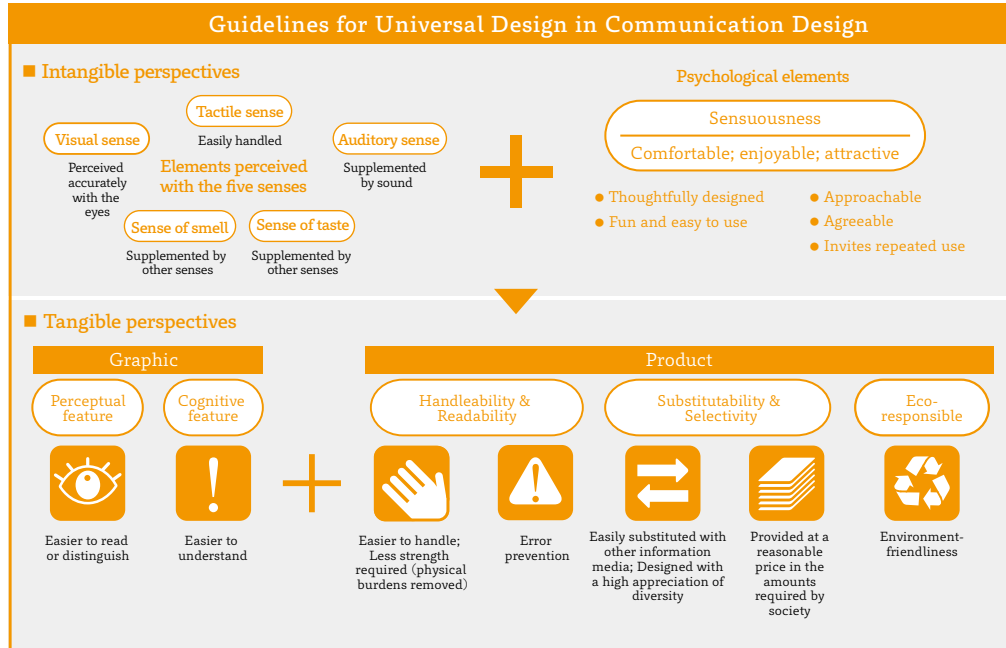 Guidelines for Universal Design in Communication Design
Intangible perspectives
Tactile sense
Easily handled
Visual sense
Perceived
accurately
with the
eyes
Elements perceived
with the five senses
Auditory sense
Supplemented
by sound
Sense of smell
Supplemented by
other senses
Sense of taste
Supplemented by
other senses
Psychological elements
Sensuousness
Comfortable; enjoyable; attractive
● Thoughtfully designed
● Fun and easy to use
● Approachable
● Agreeable
● Invites repeated use
Tangible perspectives
Graphic
Perceptual
feature
Easier to read
or distinguish
Cognitive
feature
Easier to
understand
Product
Handleability &
Readability
Easier to handle;
Less strength
required (physical
burdens removed)
Error
prevention
Substitutability &
Selectivity
Easily substituted with
other information
media; Designed with
a high appreciation of
diversity
Provided at a
reasonable
price in the
amounts
required by
society
Eco-
responsible
Environment-
friendliness